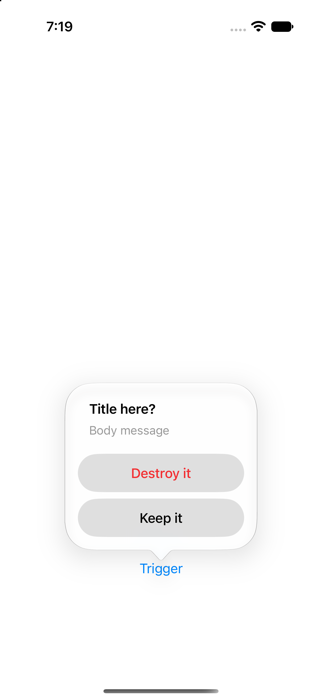 7:19
Title here?
Body message
Destroy it
Keep it
Trigger